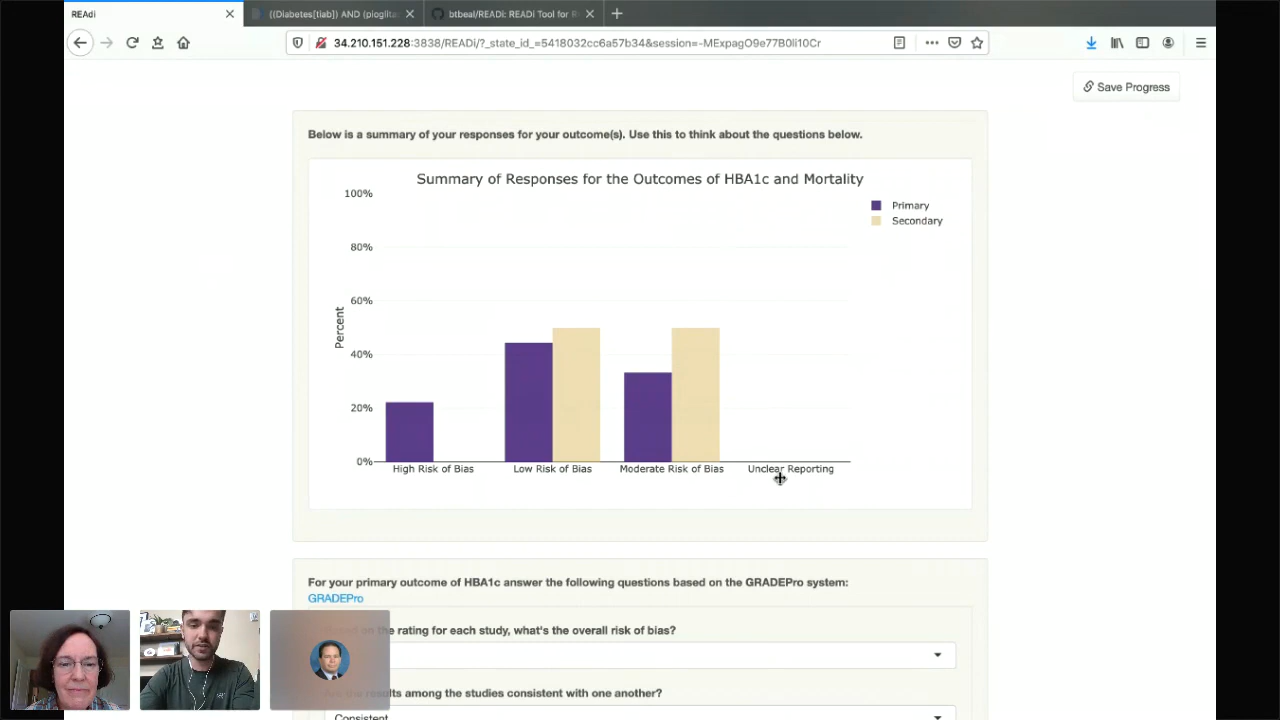 REAdi
((Diabetes[tiab]) AND (pioglita
btbeal/READi: READi Tool for R
34.210.151.228:3838/READi/?_state_id_=5418032cc6a57b34&session=-MExpagO9e77B0li10Cr
Save Progress
Below is a summary of your responses for your outcome(s). Use this to think about the questions below.
Summary of Responses for the Outcomes of HBA1c and Mortality
100%
80%
60%
40%
20%
0%
Percent
Primary
Secondary
High Risk of Bias
Low Risk of Bias
Moderate Risk of Bias
Unclear Reporting
For your primary outcome of HBA1c answer the following questions based on the GRADEPro system:
GRADEPro
on the rating for each study, what's the overall risk of bias?
Are the results among the studies consistent with one another?
Consistent